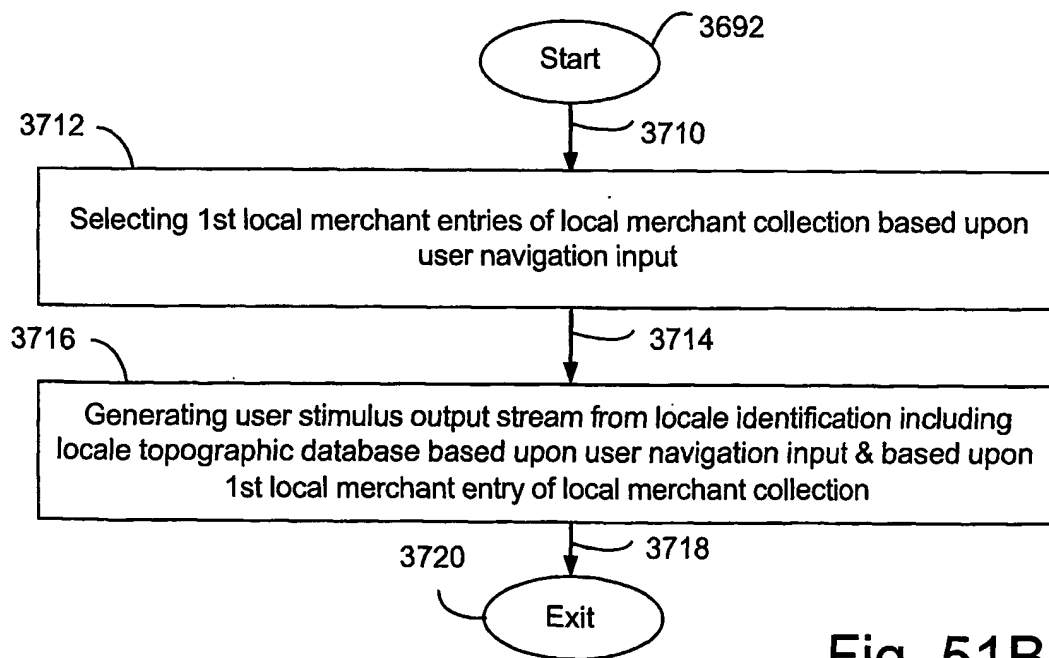 3692
Start
3710
3712
Selecting 1st local merchant entries of local merchant collection based upon
user navigation input
3714
3716
Generating user stimulus output stream from locale identification including
locale topographic database based upon user navigation input & based upon
1st local merchant entry of local merchant collection
3718
3720
Exit
Fig. 51B